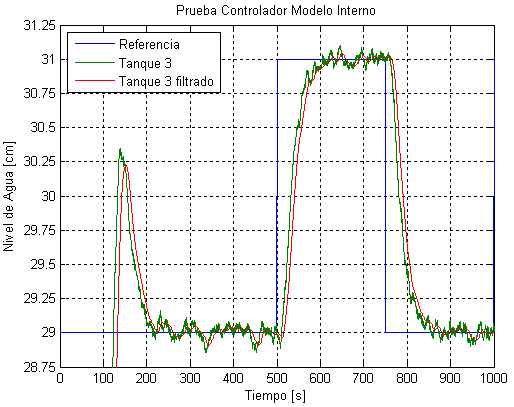 Prueba Controlador Modelo Interno
31.25
31
30.75
30.5
30.25
30
29.75
29.5
29.25
29
28.75
Nivel de Agua [cm]
Referencia
Tanque 3
Tanque 3 filtrado
0 100 200 300 400 500 600 700 800 900 1000
Tiempo [s]